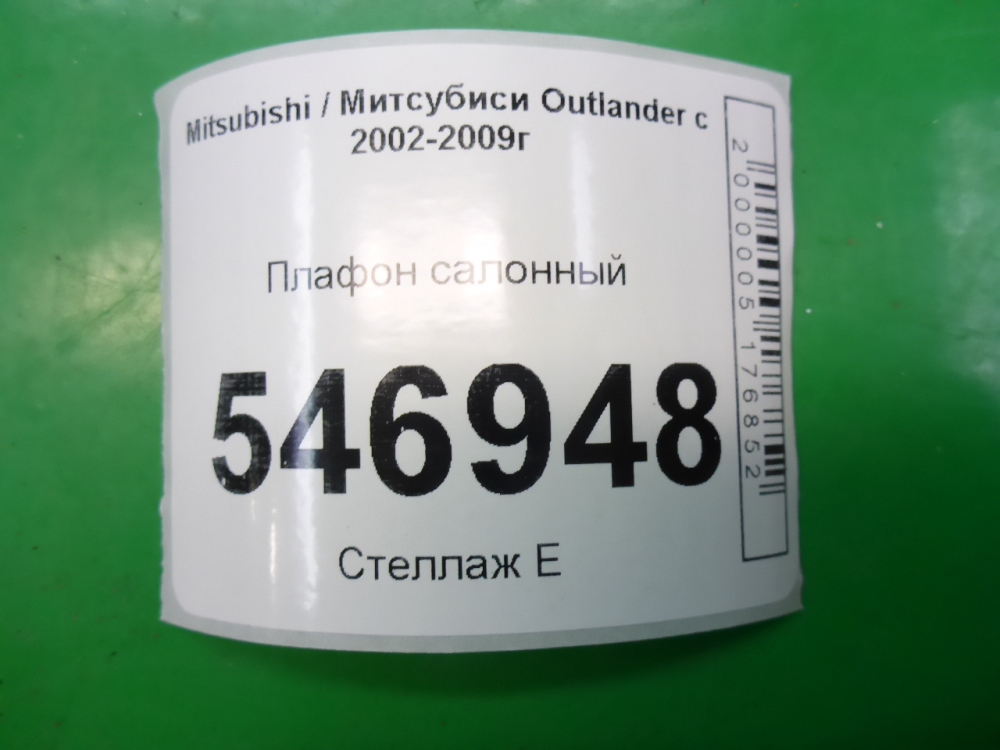 Mitsubishi / Митсубиси Outlander с
2002-2009г
Плафон салонный
546948
Стеллаж Е
2000005176852